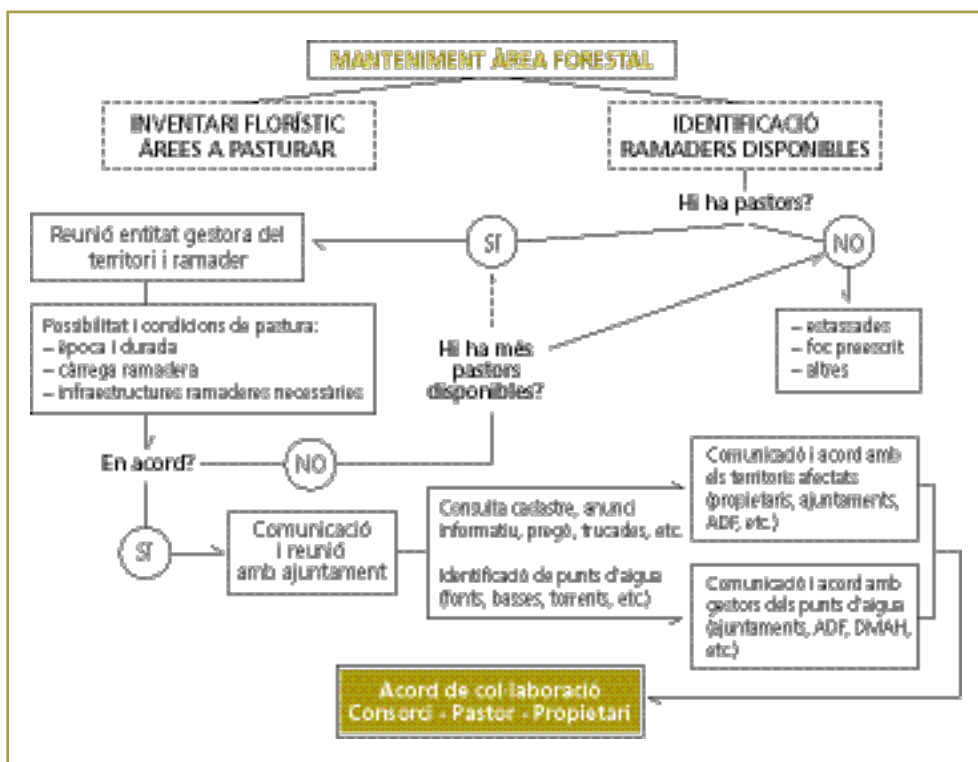 MANTENIMENT ÀREA FORESTAL
INVENTARI FLORÍSTIC
ÀREES A PASTURAR
IDENTIFICACIÓ
RAMADERS DISPONIBLES
Hi ha pastors?
Reunió entitat gestora del
territori i ramader
SÍ
NO
Possibilitat i condicions de pastura:
– època i durada
– càrrega ramadera
– infraestructures ramaderes necessàries
Hi ha més
pastors
disponibles?
– estassades
– foc preescrit
– altres
En acord?
NO
SÍ
Comunicació
i reunió
amb ajuntament
Consulta cadastre, anunci
informatiu, pregó, trucades, etc.
Identificació de punts d'aigua
(fonts, basses, torrents, etc.)
Comunicació i acord amb
els territoris afectats
(propietaris, ajuntaments,
ADF, etc.)
Comunicació i acord amb
gestors dels punts d'aigua
(ajuntaments, ADF, DMAH,
etc.)
Acord de col·laboració
Consorci - Pastor - Propietari